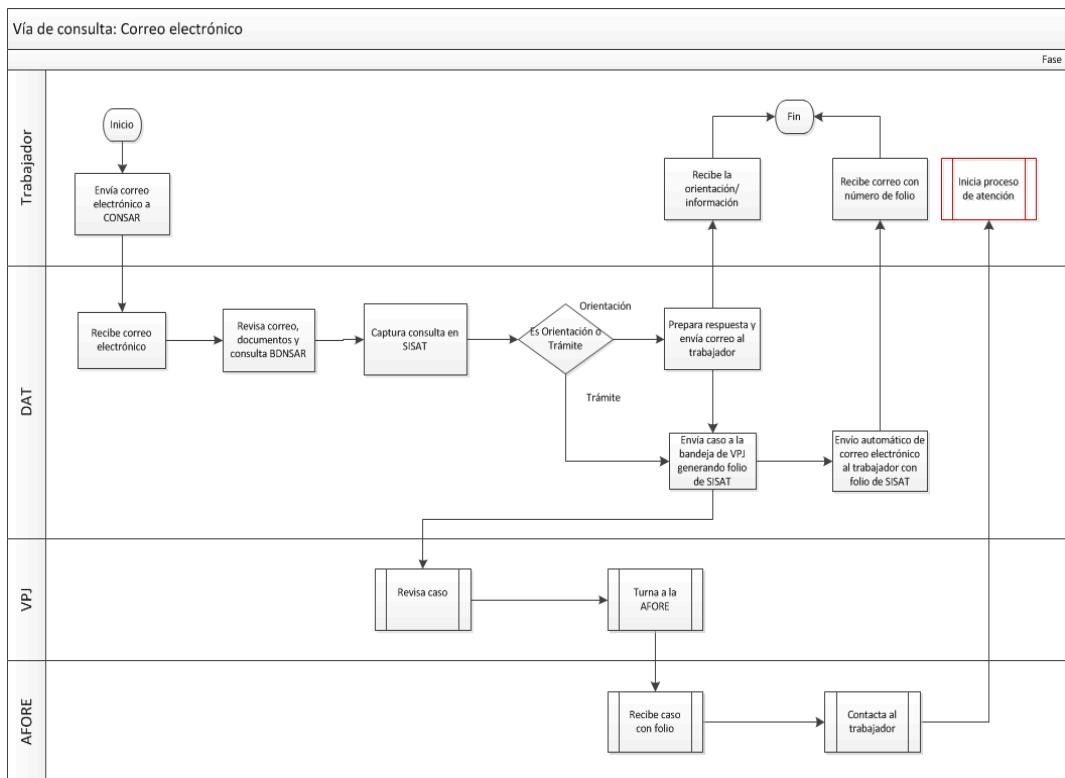 Vía de consulta: Correo electrónico
Fase
Trabajador
Inicio
Envía correo
electrónico a
CONSAR
Fin
Recibe la
orientación/
información
Recibe correo con
número de folio
Inicia proceso
de atención
DAT
Recibe correo
electrónico
Revisa correo,
documentos y
consulta BDNSAR
Captura consulta en
SISAT
Es Orientación o
Trámite
Orientación
Trámite
Prepara respuesta y
envía correo al
trabajador
Envía caso a la
bandeja de VPJ
generando folio
de SISAT
Envío automático de
correo electrónico
al trabajador con
folio de SISAT
VPJ
Revisa caso
Turna a la
AFORE
AFORE
Recibe caso
con folio
Contacta al
trabajador